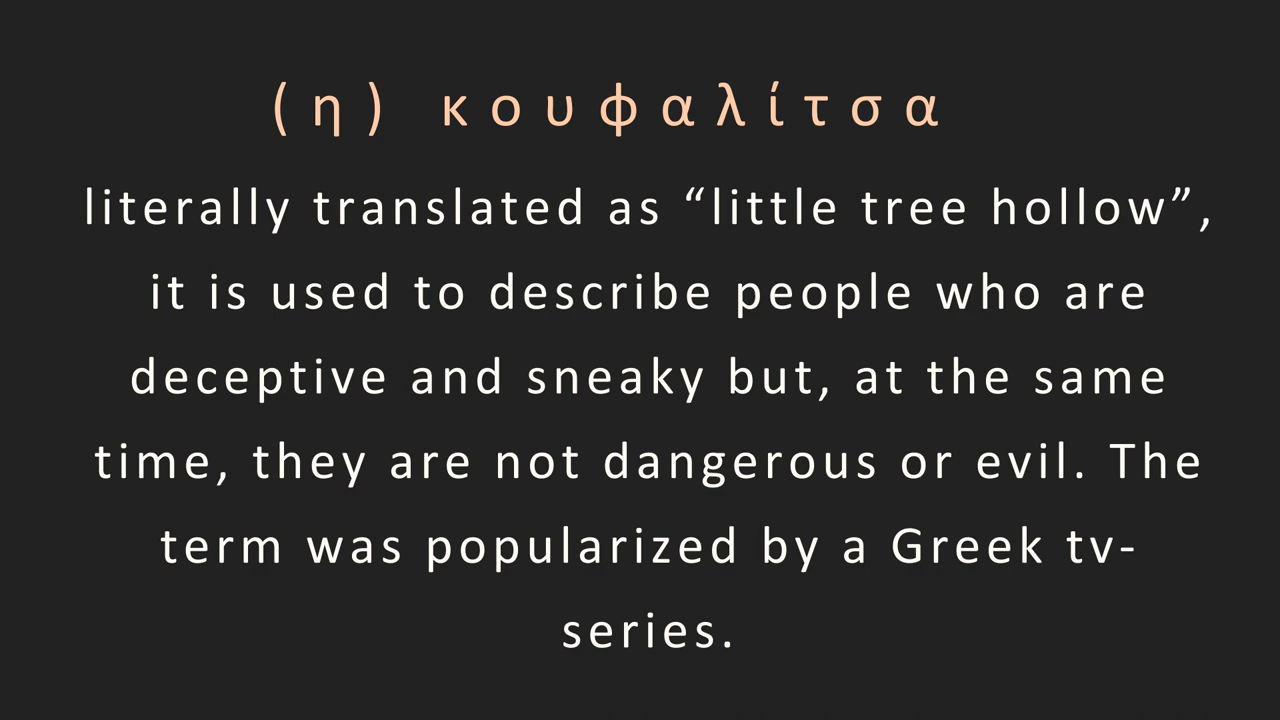 (η) κουφαλίτσα
literally translated as “little tree hollow”,
it is used to describe people who are
deceptive and sneaky but, at the same
time, they are not dangerous or evil. The
term was popularized by a Greek tv-
series.